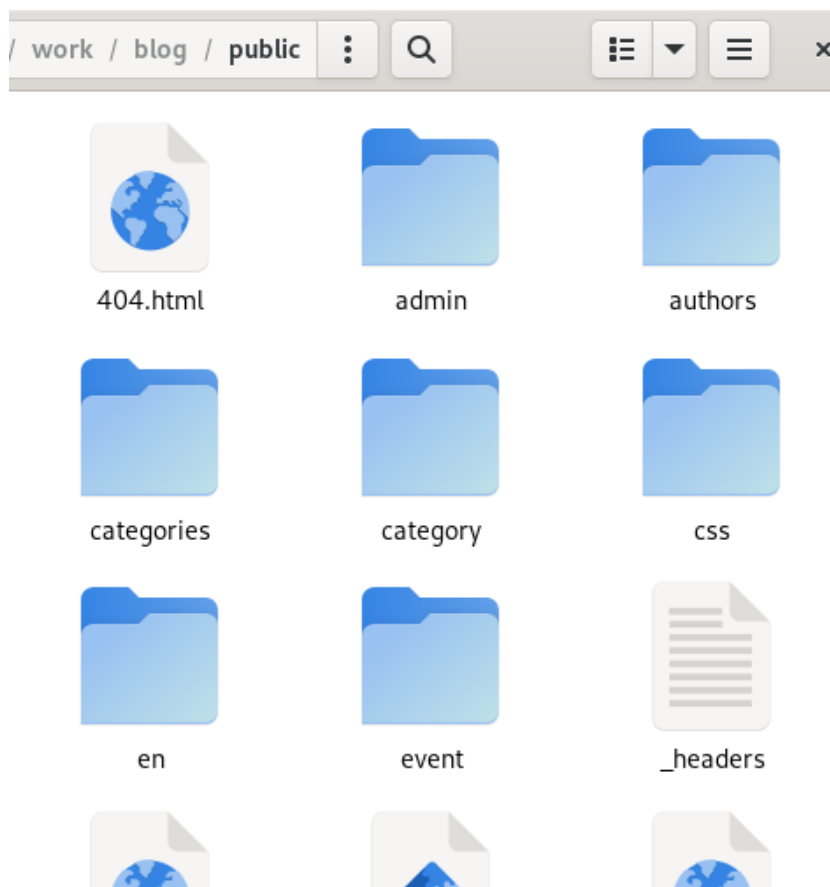 / work / blog / public
404.html admin authors
categories category css
en event _headers